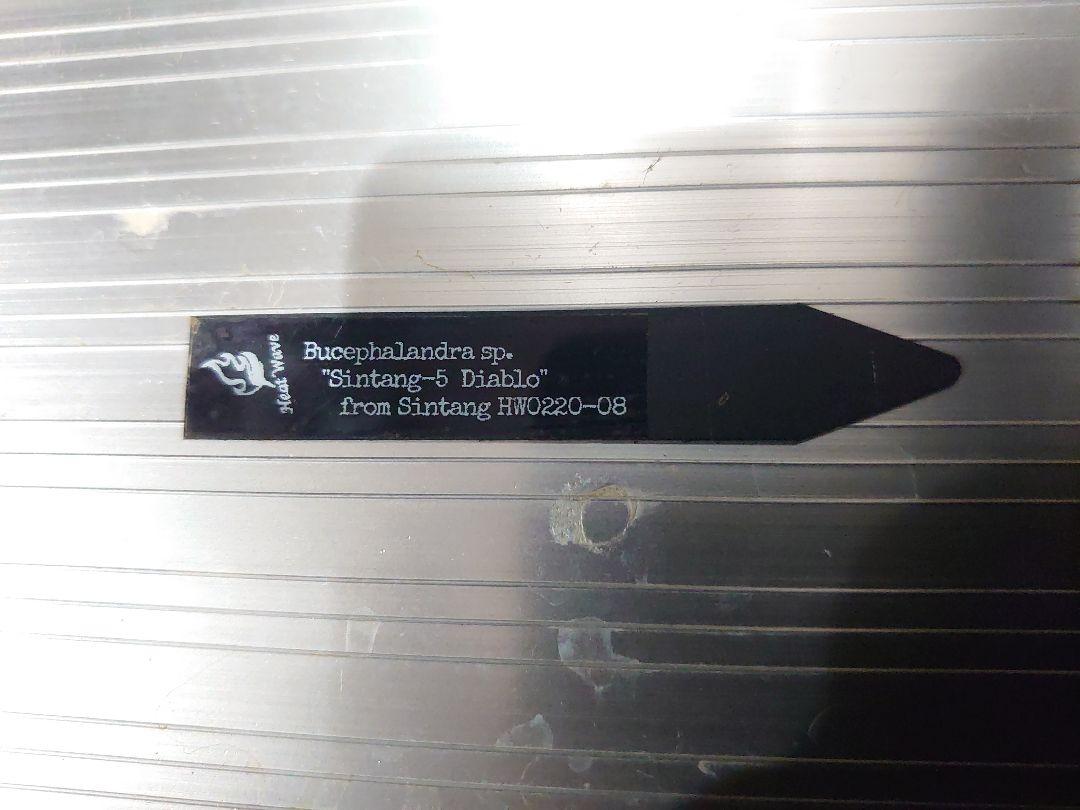 Heat Wave
Bucephalandra sp.
"Sintang-5 Diablo"
from Sintang HW0220-08